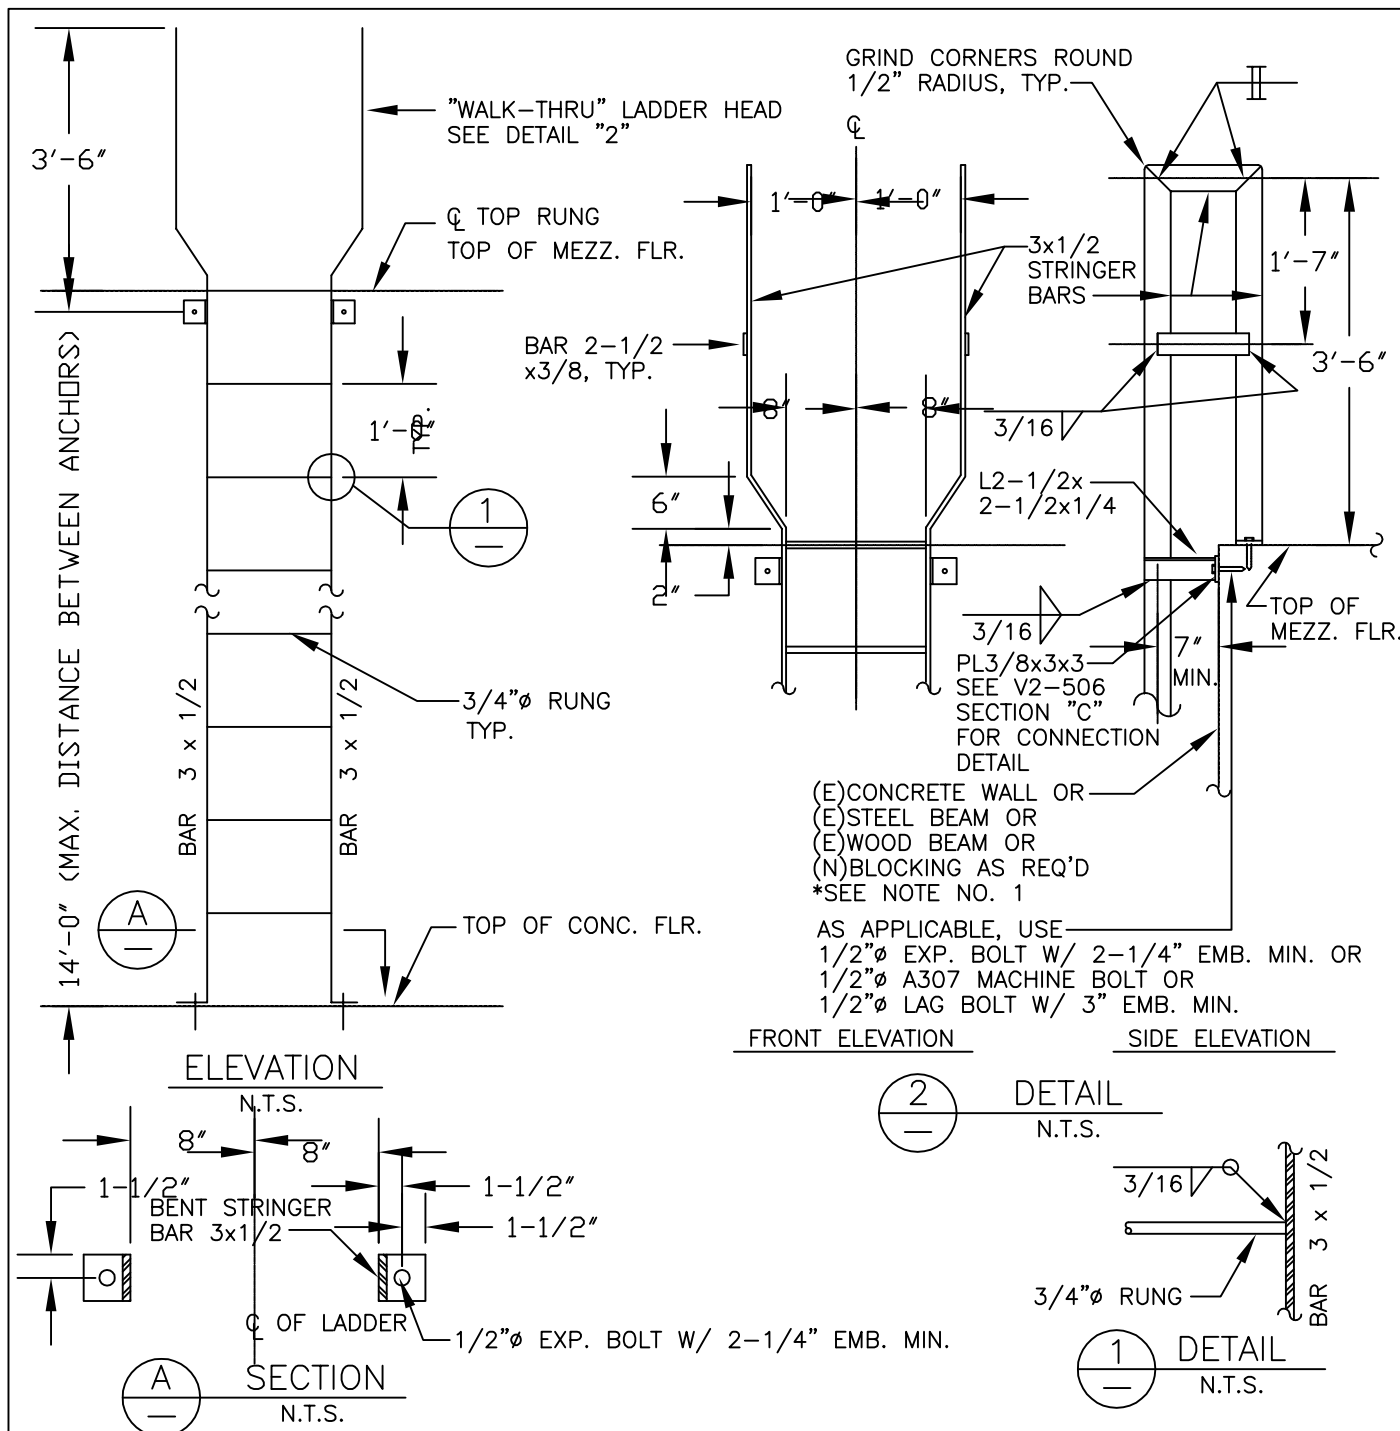 3'-6"
"WALK-THRU" LADDER HEAD
SEE DETAIL "2"
℄ TOP RUNG
TOP OF MEZZ. FLR.
14'-0" (MAX. DISTANCE BETWEEN ANCHORS)
1'-0"
TYP.
1
BAR 3 x 1/2
BAR 3 x 1/2
3/4"ø RUNG
TYP.
A
TOP OF CONC. FLR.
ELEVATION
N.T.S.
GRIND CORNERS ROUND
1/2" RADIUS, TYP.
℄
1'-0"
1'-0"
3x1/2
STRINGER
BARS
1'-7"
3'-6"
BAR 2-1/2
x3/8, TYP.
8"
8"
3/16
6"
2"
L2-1/2x
2-1/2x1/4
3/16
7"
MIN.
TOP OF
MEZZ. FLR.
PL3/8x3x3
SEE V2-506
SECTION "C"
FOR CONNECTION
DETAIL
(E)CONCRETE WALL OR
(E)STEEL BEAM OR
(E)WOOD BEAM OR
(N)BLOCKING AS REQ'D
*SEE NOTE NO. 1
AS APPLICABLE, USE
1/2"ø EXP. BOLT W/ 2-1/4" EMB. MIN. OR
1/2"ø A307 MACHINE BOLT OR
1/2"ø LAG BOLT W/ 3" EMB. MIN.
FRONT ELEVATION
SIDE ELEVATION
2
DETAIL
N.T.S.
8"
8"
1-1/2"
BENT STRINGER
BAR 3x1/2
1-1/2"
1-1/2"
℄ OF LADDER
1/2"ø EXP. BOLT W/ 2-1/4" EMB. MIN.
A
SECTION
N.T.S.
3/16
3/4"ø RUNG
BAR 3 x 1/2
1
DETAIL
N.T.S.